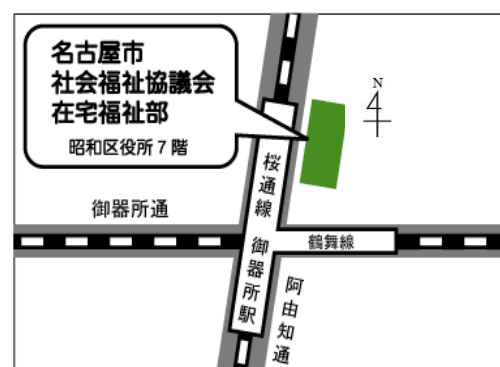 名古屋市
社会福祉協議会
在宅福祉部
昭和区役所7階
N
御器所通
桜通線
御器所駅
鶴舞線
阿由知通